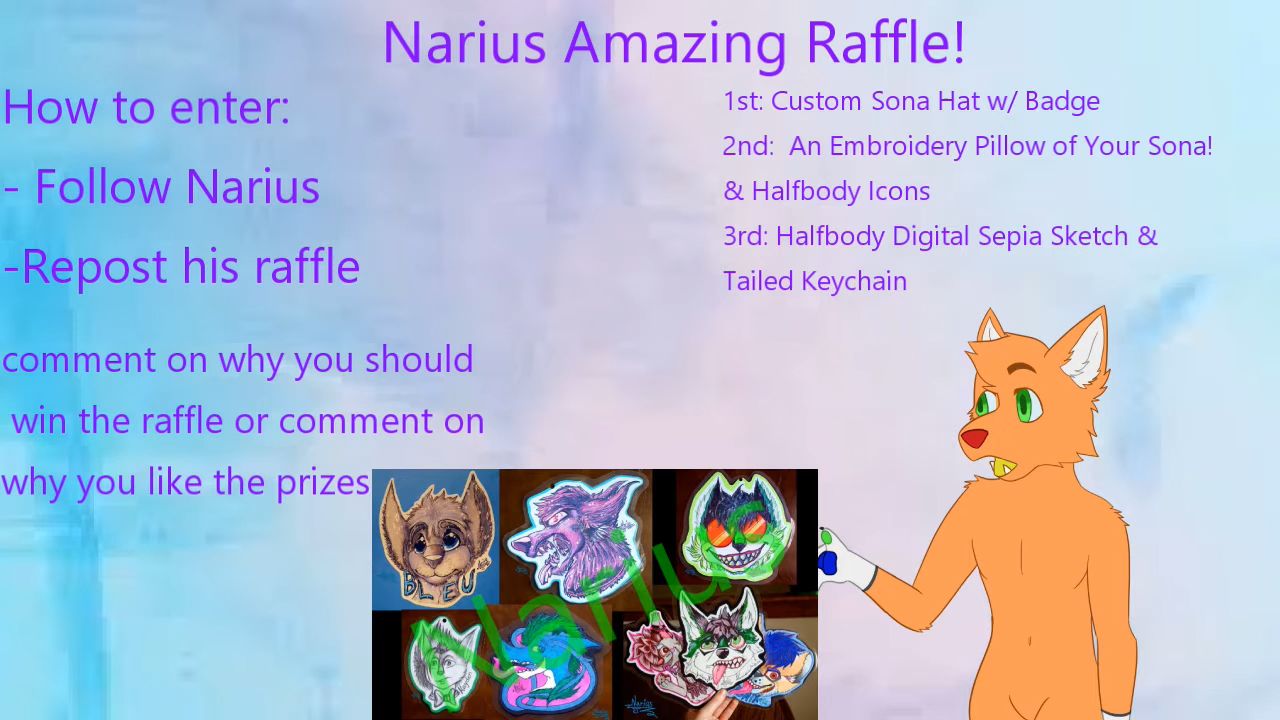 Narius Amazing Raffle!
How to enter:
- Follow Narius
-Repost his raffle
comment on why you should
win the raffle or comment on
why you like the prizes
1st: Custom Sona Hat w/ Badge
2nd: An Embroidery Pillow of Your Sona!
& Halfbody Icons
3rd: Halfbody Digital Sepia Sketch &
Tailed Keychain
BLEU
Narius
Narius